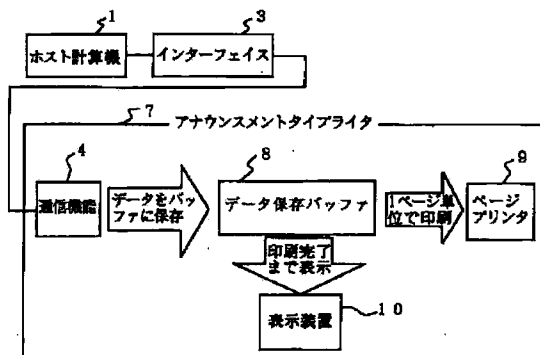 1
ホスト計算機
3
インターフェイス
7
アナウンスメントタイプライタ
4
通信機能
データをバッ
ファに保存
8
データ保存バッファ
1ページ単
位で印刷
9
ページ
プリンタ
印刷完了
まで表示
表示装置
10